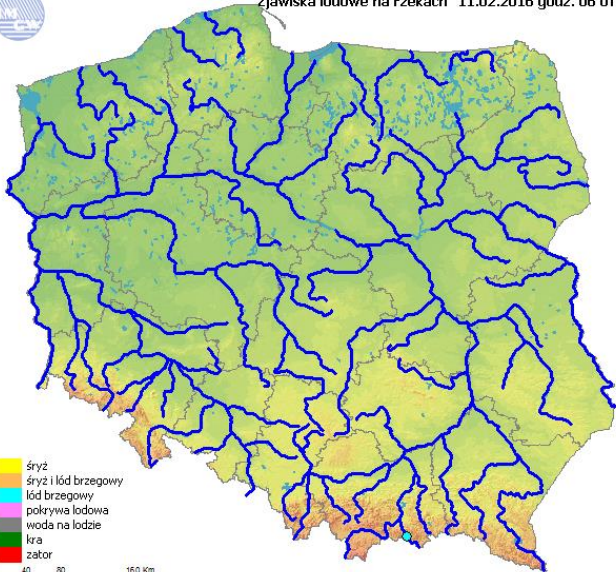 zjawiska lodowe na rzekach 11.02.2016 godz. 06
śryż
śryż i lód brzegowy
lód brzegowy
pokrywa lodowa
woda na lodzie
kra
zator
40 80 160 Km